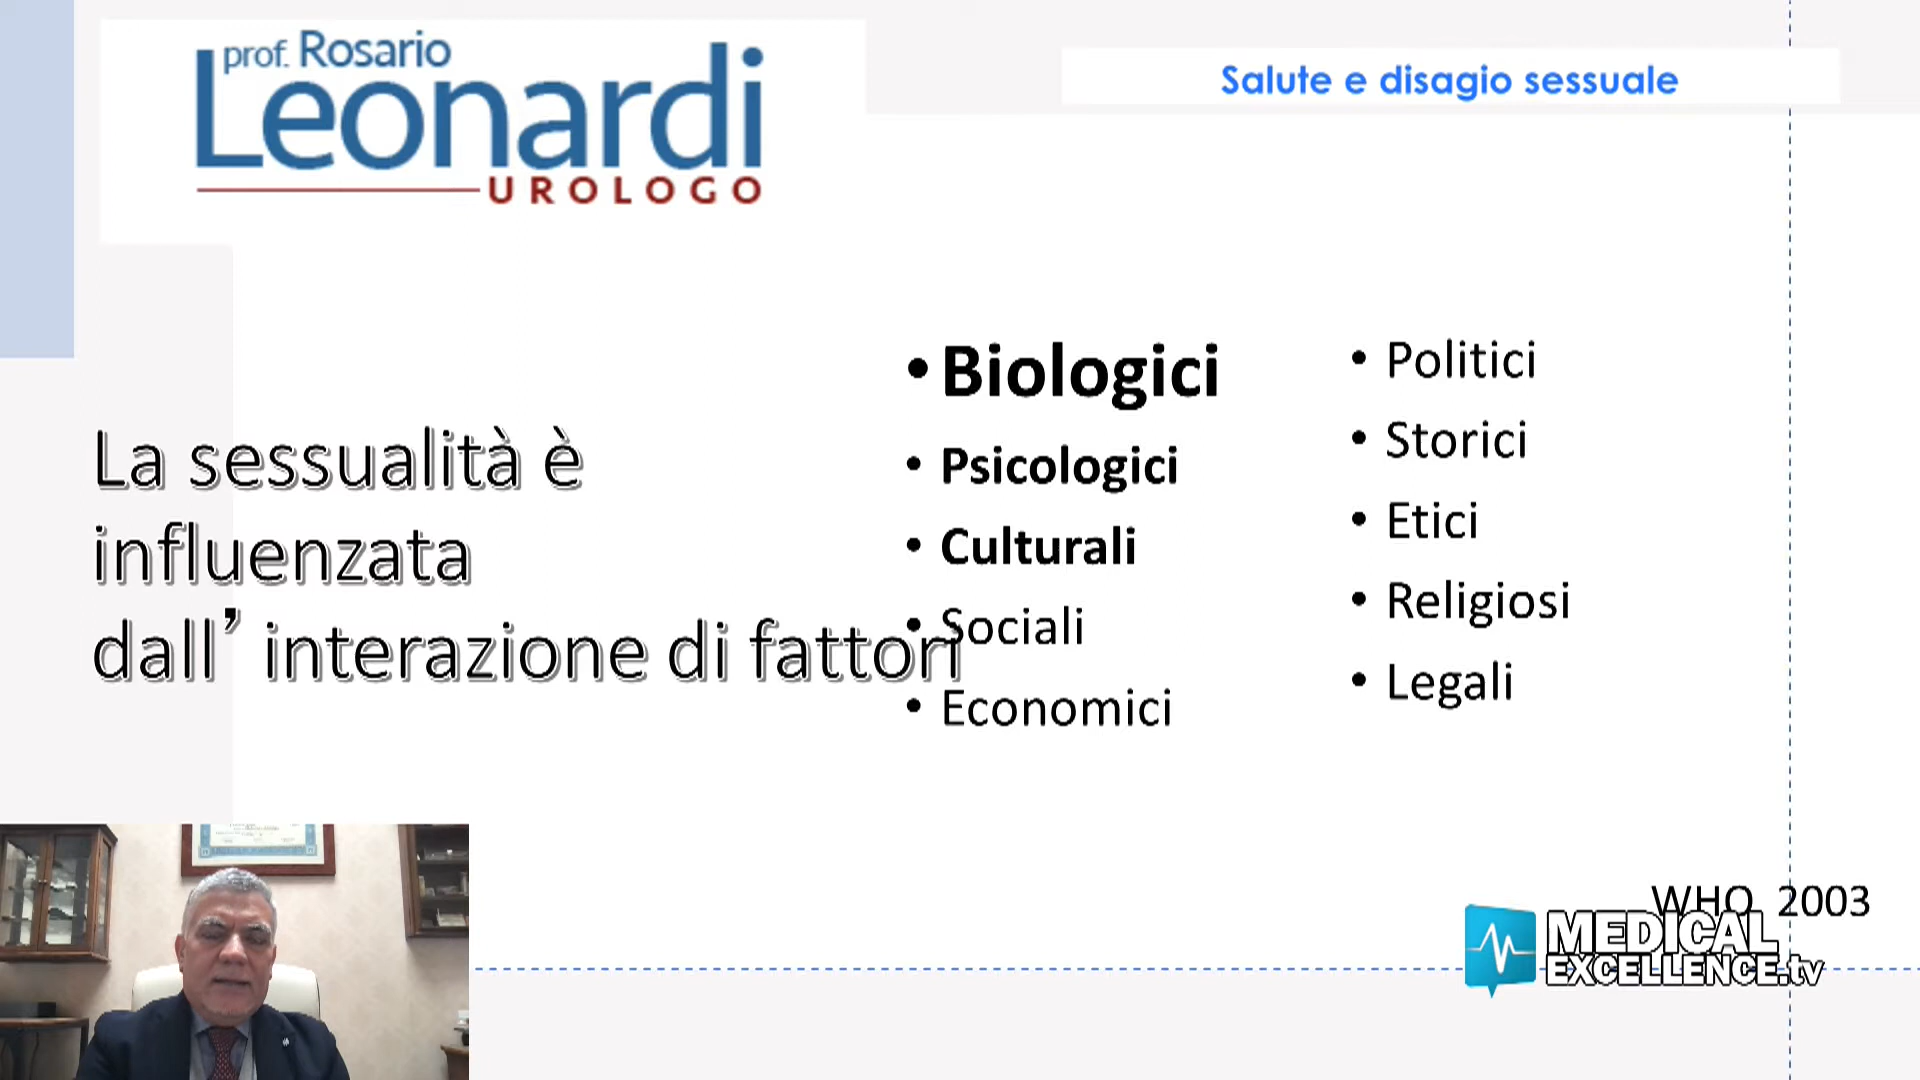 prof. Rosario
Leonardi
UROLOGO
Salute e disagio sessuale
La sessualità è
influenzata
dall’ interazione di fattori
• Biologici
• Psicologici
• Culturali
• Sociali
• Economici
• Politici
• Storici
• Etici
• Religiosi
• Legali
WHO 2003
MEDICAL
EXCELLENCE.tv